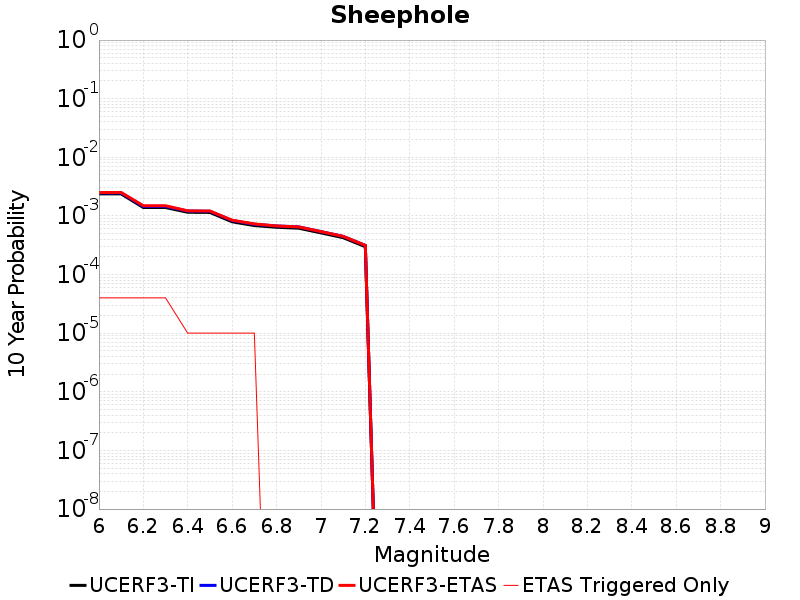 Sheephole
10^0
10^-1
10^-2
10^-3
10^-4
10^-5
10^-6
10^-7
10^-8
10 Year Probability
6 6.2 6.4 6.6 6.8 7 7.2 7.4 7.6 7.8 8 8.2 8.4 8.6 8.8 9
Magnitude
UCERF3-TI UCERF3-TD UCERF3-ETAS ETAS Triggered Only